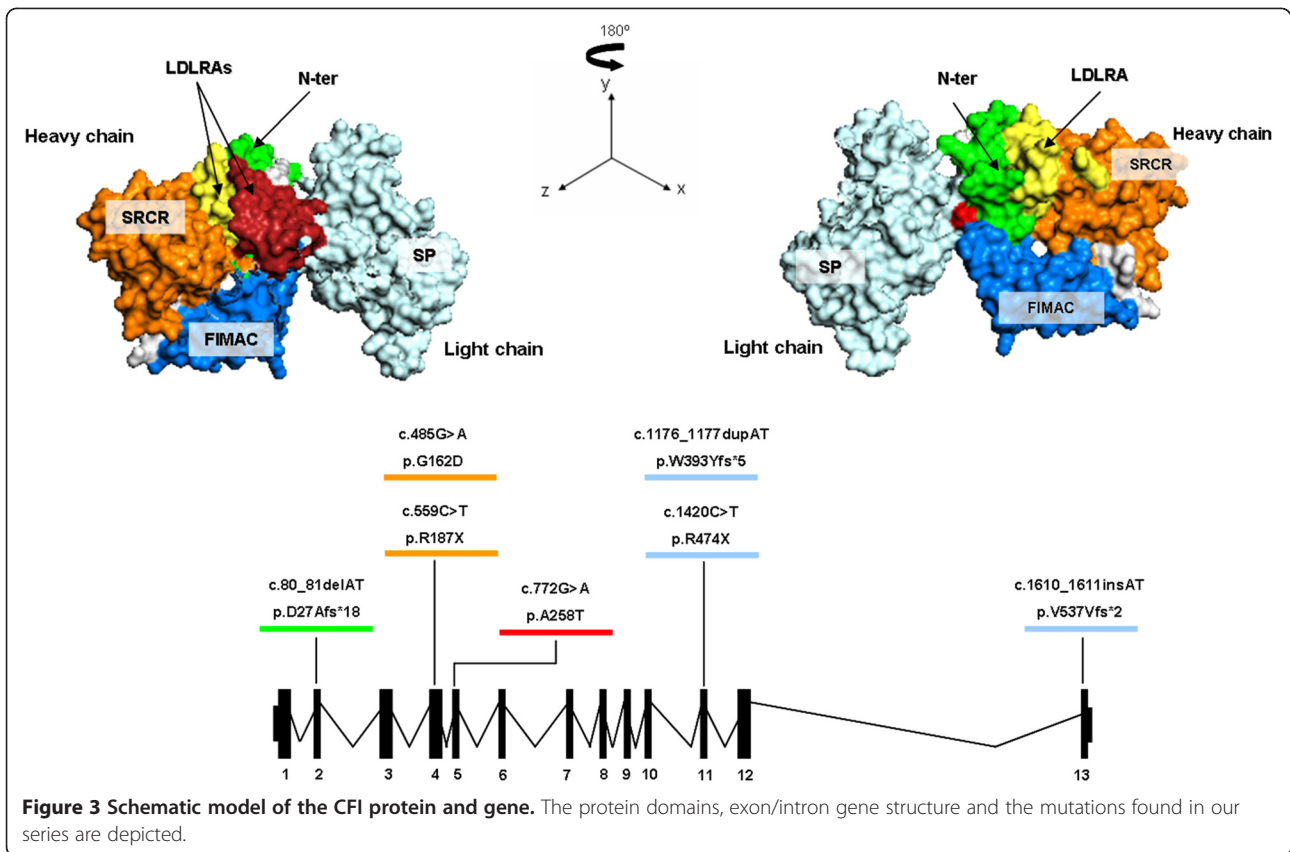 180º
LDLRAs
N-ter
y
z
x
N-ter
LDLRA
Heavy chain
Heavy chain
SRCR
SRCR
SP
SP
FIMAC
FIMAC
Light chain
Light chain
c.485G>A
p.G162D
c.1176_1177dupAT
p.W393Yfs*5
c.559C>T
p.R187X
c.1420C>T
p.R474X
c.80_81delAT
p.D27Afs*18
c.772G>A
p.A258T
c.1610_1611insAT
p.V537Vfs*2
1 2 3 4 5 6 7 8 9 10 11 12 13
Figure 3 Schematic model of the CFI protein and gene. The protein domains, exon/intron gene structure and the mutations found in our
series are depicted.